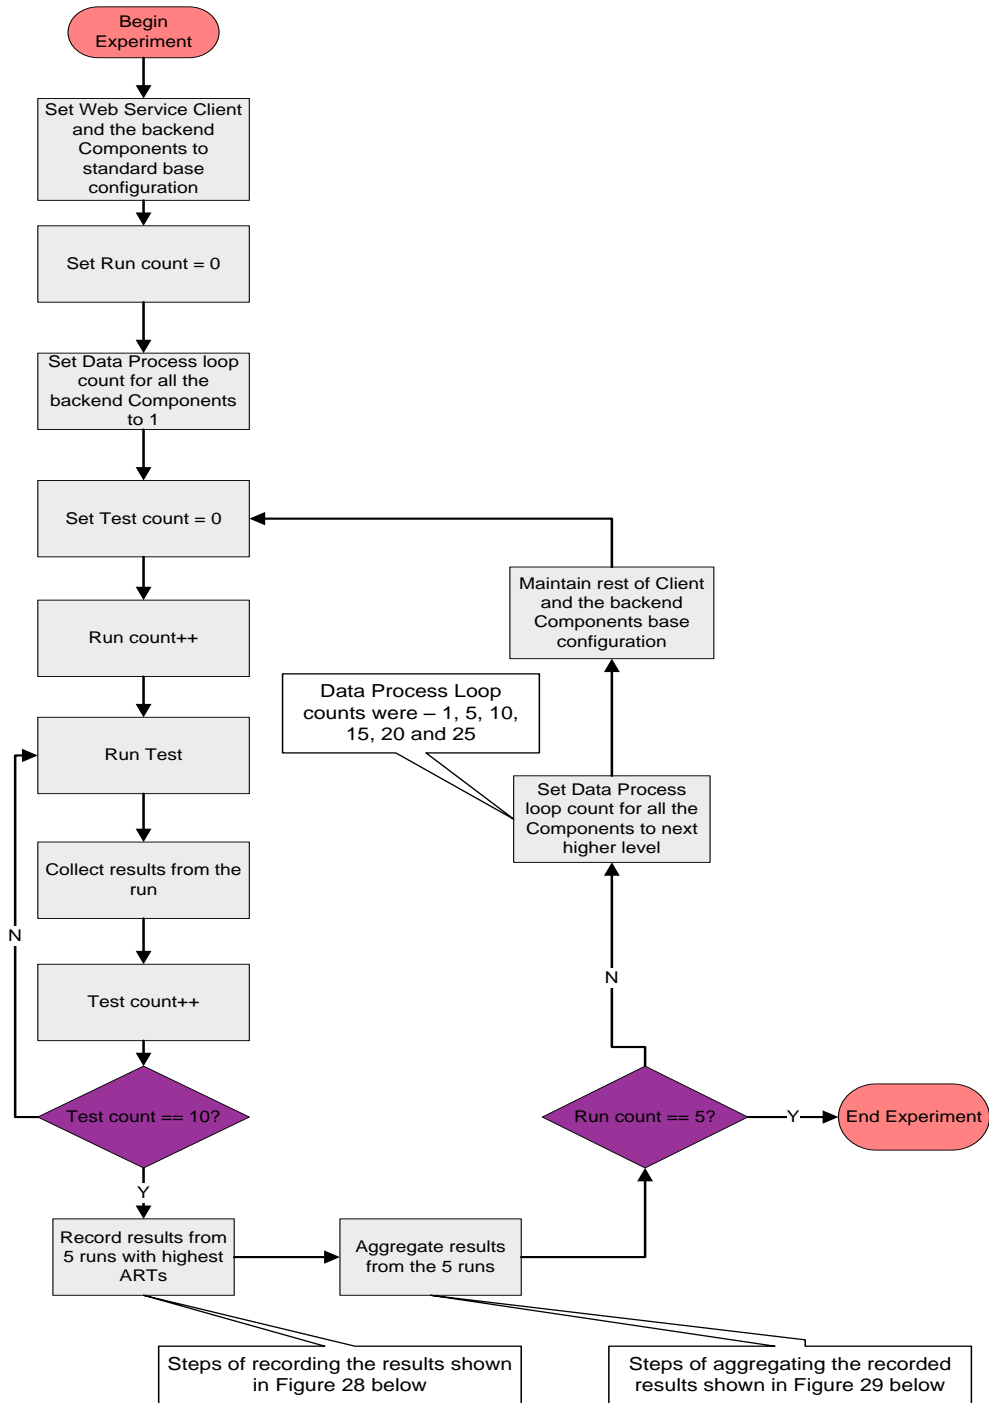 Begin
Experiment
Set Web Service Client
and the backend
Components to
standard base
configuration
Set Run count = 0
Set Data Process loop
count for all the
backend Components
to 1
Set Test count = 0
Run count++
Run Test
Collect results from the
run
Test count++
N
Test count == 10?
Y
Record results from
5 runs with highest
ARTs
Steps of recording the results shown
in Figure 28 below
Aggregate results
from the 5 runs
Steps of aggregating the recorded
results shown in Figure 29 below
Run count == 5?
Y
End Experiment
N
Set Data Process
loop count for all the
Components to next
higher level
Data Process Loop
counts were – 1, 5, 10,
15, 20 and 25
Maintain rest of Client
and the backend
Components base
configuration